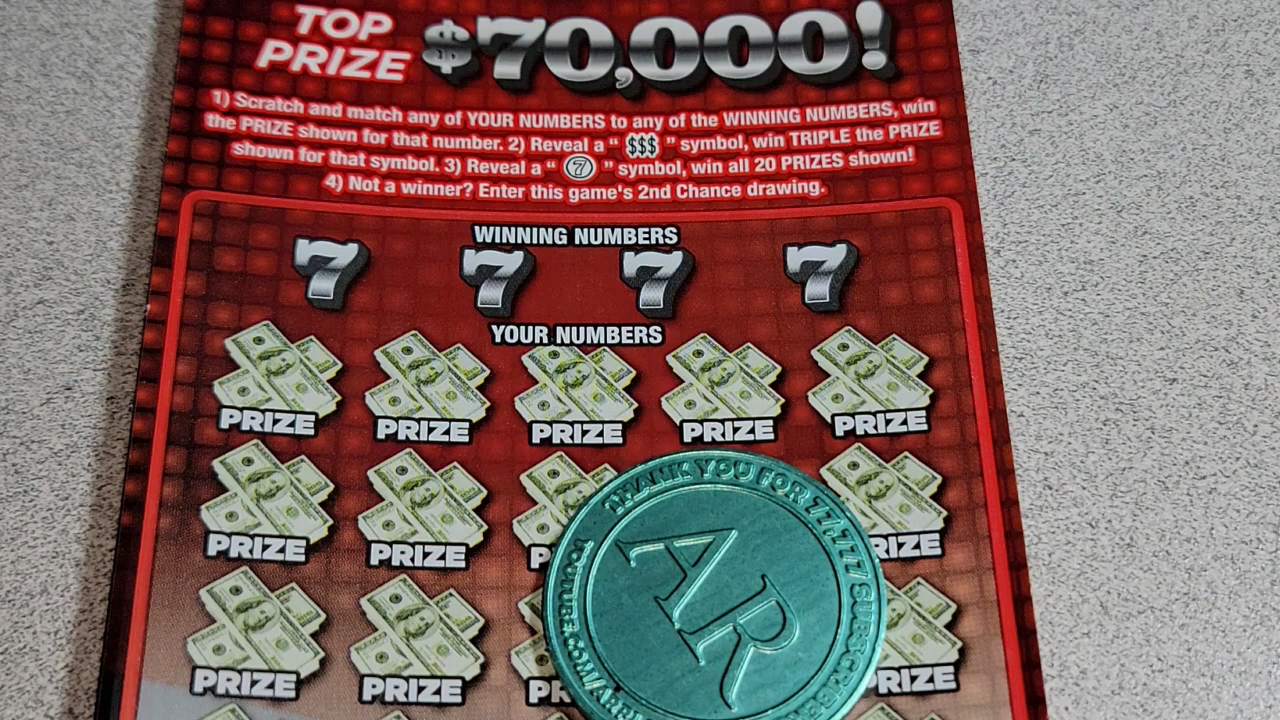 TOP
PRIZE
$70,000!
1) Scratch and match any of YOUR NUMBERS to any of the WINNING NUMBERS, win
the PRIZE shown for that number. 2) Reveal a "$$$" symbol, win TRIPLE the PRIZE
shown for that symbol. 3) Reveal a "7" symbol, win all 20 PRIZES shown!
4) Not a winner? Enter this game's 2nd Chance drawing.
WINNING NUMBERS
7 7 7 7
YOUR NUMBERS
PRIZE PRIZE PRIZE PRIZE PRIZE
PRIZE PRIZE
PRIZE PRIZE
THANK YOU FOR 77,777
AR